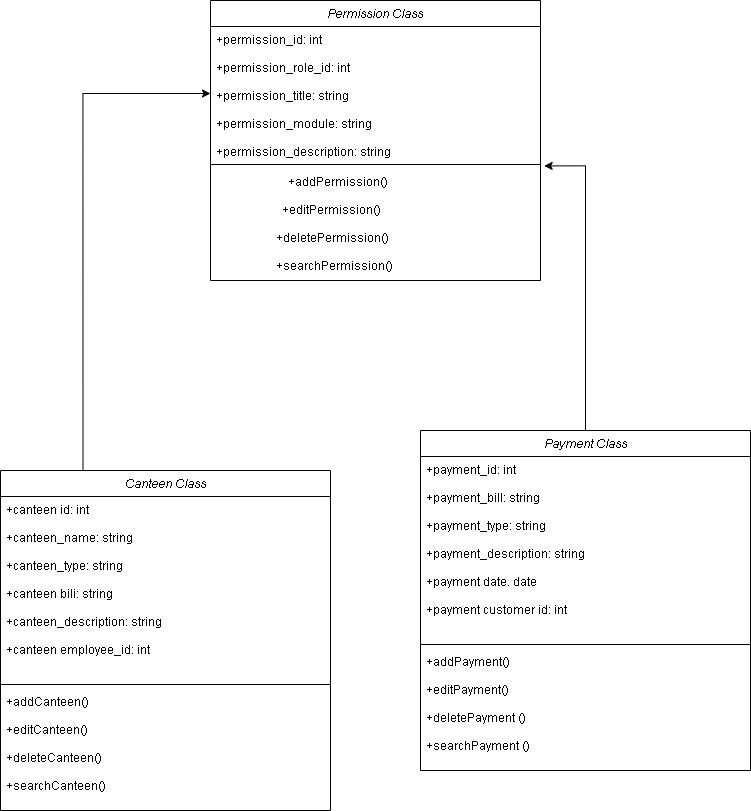 Permission Class
+permission_id: int
+permission_role_id: int
+permission_title: string
+permission_module: string
+permission_description: string
+addPermission()
+editPermission()
+deletePermission()
+searchPermission()
Canteen Class
+canteen id: int
+canteen_name: string
+canteen_type: string
+canteen bili: string
+canteen_description: string
+canteen employee_id: int
+addCanteen()
+editCanteen()
+deleteCanteen()
+searchCanteen()
Payment Class
+payment_id: int
+payment_bill: string
+payment_type: string
+payment_description: string
+payment date. date
+payment customer id: int
+addPayment()
+editPayment()
+deletePayment ()
+searchPayment ()